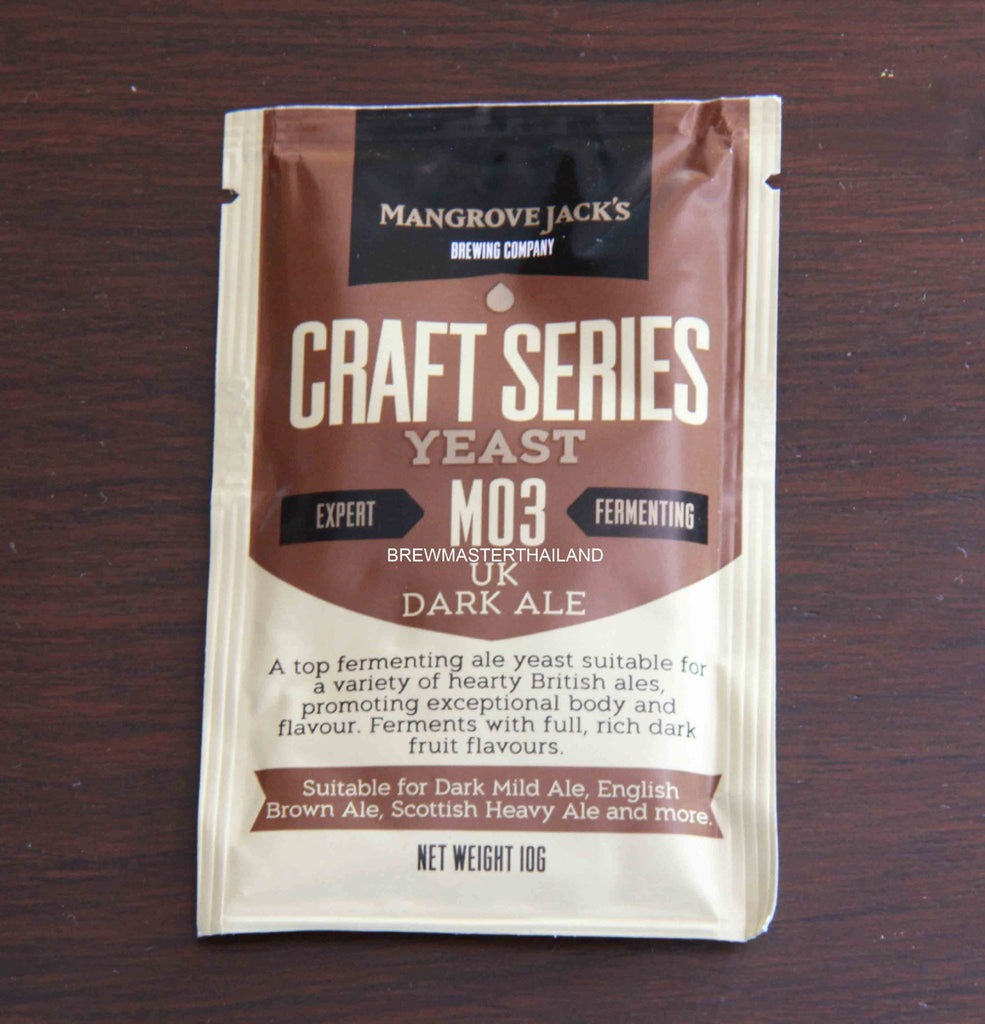 MANGROVE JACK'S
BREWING COMPANY
CRAFT SERIES
YEAST
EXPERT M03 FERMENTING
BREWMASTERTHAILAND
UK
DARK ALE
A top fermenting ale yeast suitable for
a variety of hearty British ales,
promoting exceptional body and
flavour. Ferments with full, rich dark
fruit flavours.
Suitable for Dark Mild Ale, English
Brown Ale, Scottish Heavy Ale and more.
NET WEIGHT 10G